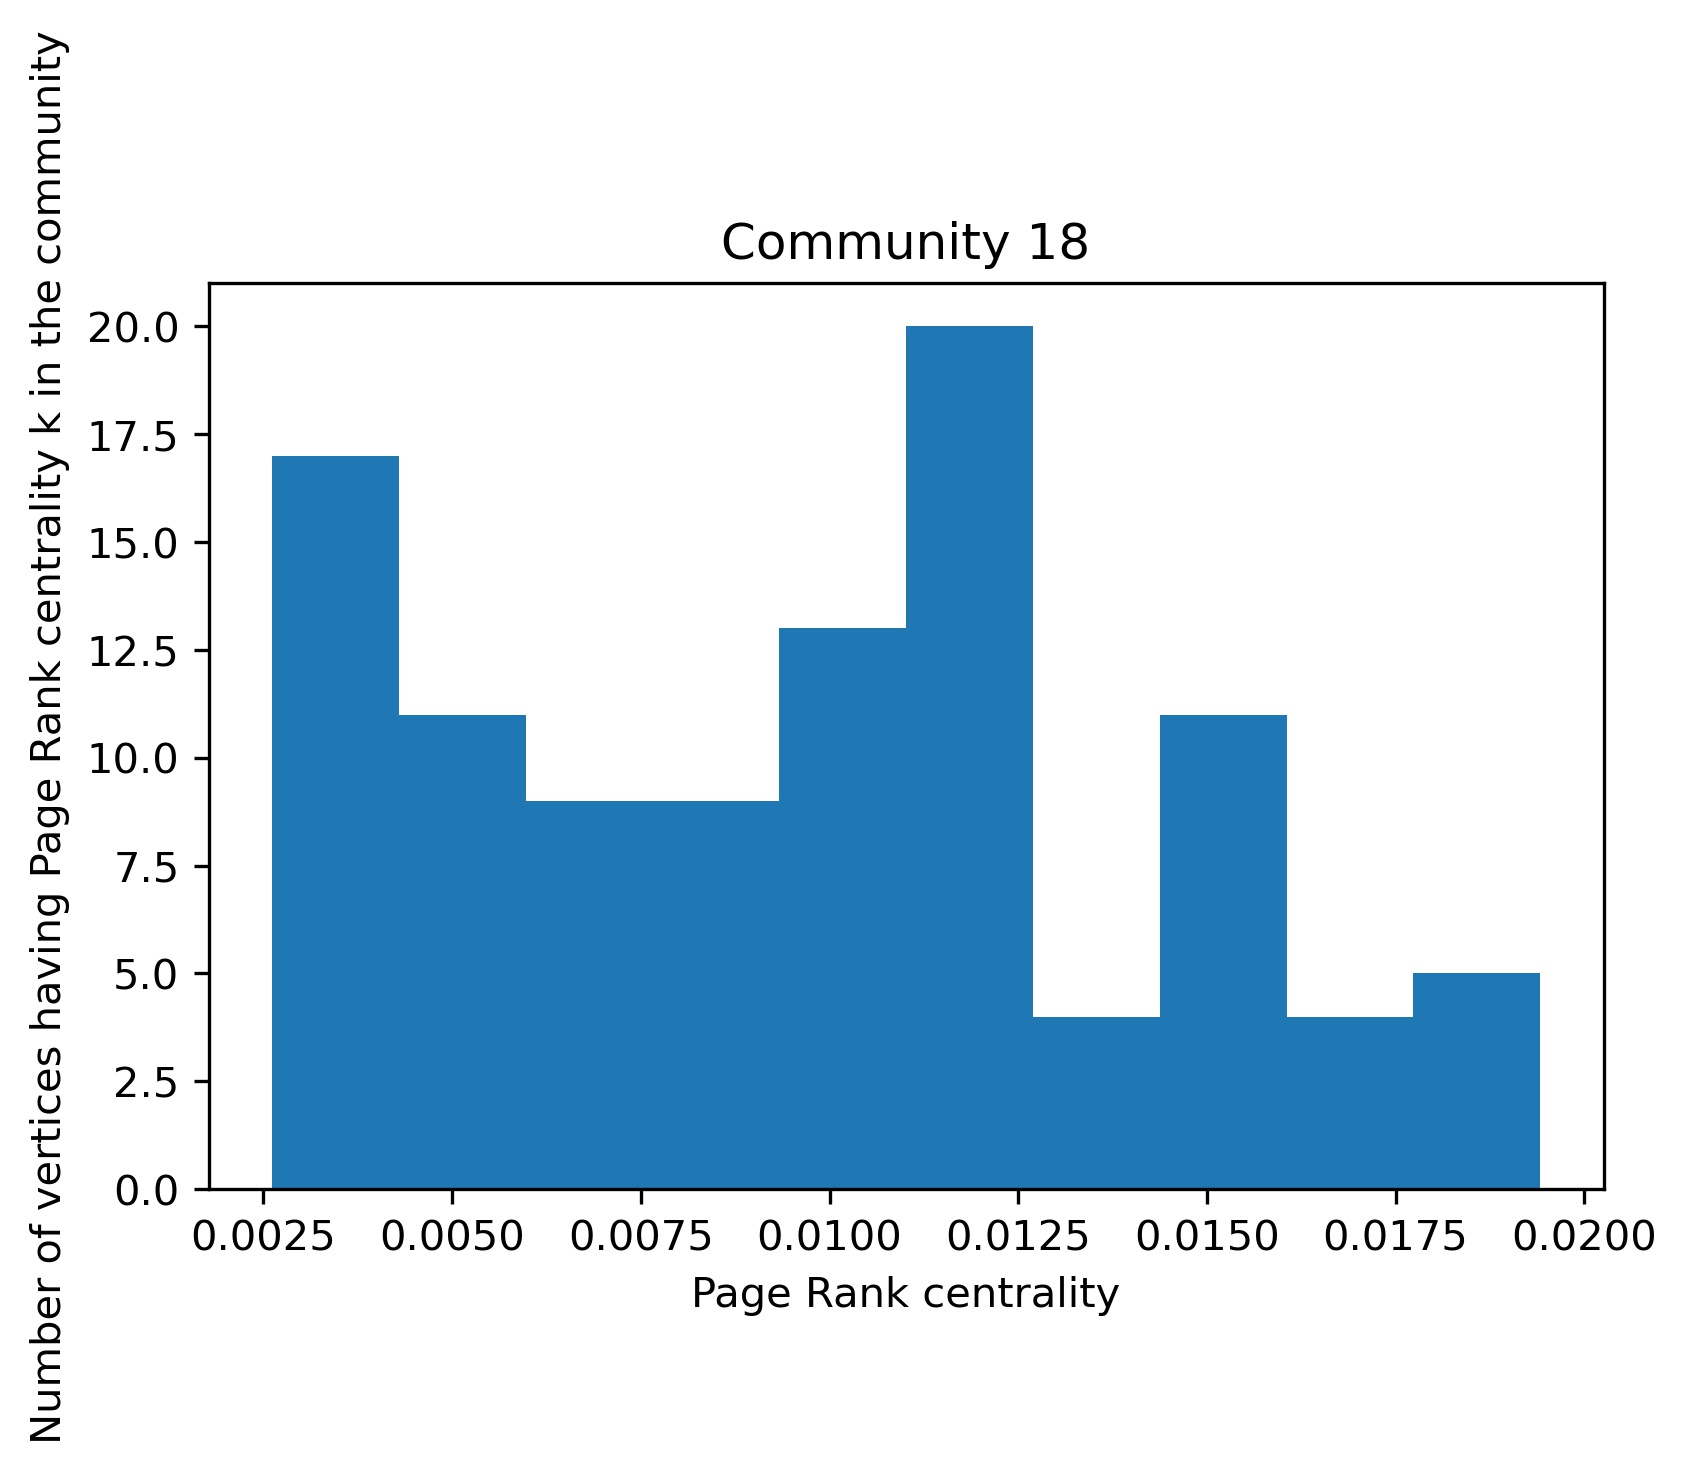 Community 18
Number of vertices having Page Rank centrality k in the community
20.0
17.5
15.0
12.5
10.0
7.5
5.0
2.5
0.0
0.0025 0.0050 0.0075 0.0100 0.0125 0.0150 0.0175 0.0200
Page Rank centrality